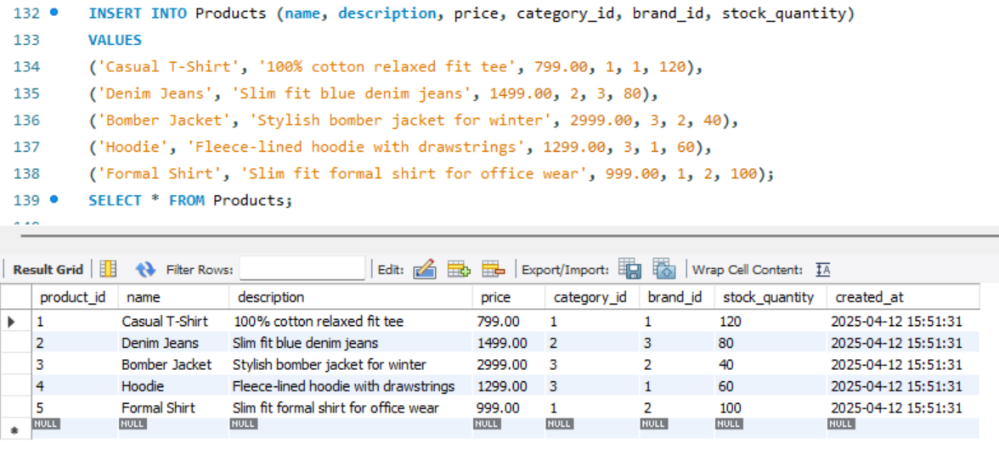 132 INSERT INTO Products (name, description, price, category_id, brand_id, stock_quantity)
133 VALUES
134 ('Casual T-Shirt', '100% cotton relaxed fit tee', 799.00, 1, 1, 120),
135 ('Denim Jeans', 'Slim fit blue denim jeans', 1499.00, 2, 3, 80),
136 ('Bomber Jacket', 'Stylish bomber jacket for winter', 2999.00, 3, 2, 40),
137 ('Hoodie', 'Fleece-lined hoodie with drawstrings', 1299.00, 3, 1, 60),
138 ('Formal Shirt', 'Slim fit formal shirt for office wear', 999.00, 1, 2, 100);
139 SELECT * FROM Products;
Result Grid Filter Rows: Edit: Export/Import: Wrap Cell Content: IA
product_id name description price category_id brand_id stock_quantity created_at
1 Casual T-Shirt 100% cotton relaxed fit tee 799.00 1 1 120 2025-04-12 15:51:31
2 Denim Jeans Slim fit blue denim jeans 1499.00 2 3 80 2025-04-12 15:51:31
3 Bomber Jacket Stylish bomber jacket for winter 2999.00 3 2 40 2025-04-12 15:51:31
4 Hoodie Fleece-lined hoodie with drawstrings 1299.00 3 1 60 2025-04-12 15:51:31
5 Formal Shirt Slim fit formal shirt for office wear 999.00 1 2 100 2025-04-12 15:51:31
NULL NULL NULL NULL NULL NULL NULL NULL